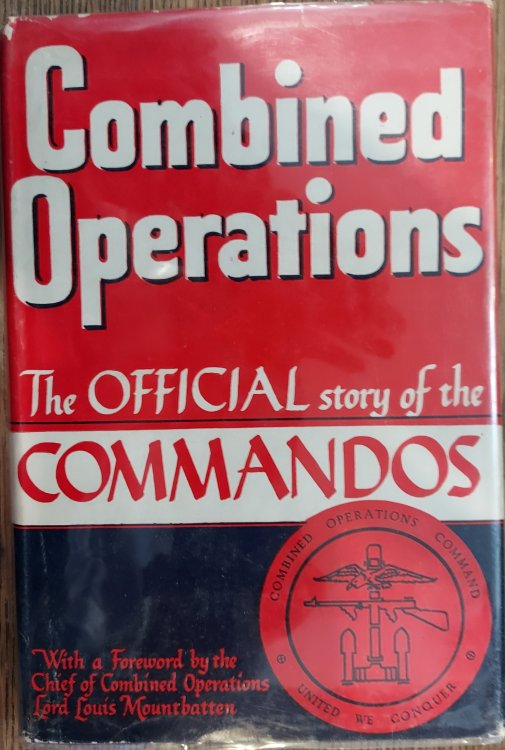 Combined
Operations
The OFFICIAL story of the
COMMANDOS
COMBINED OPERATIONS COMMAND
UNITED WE CONQUER
With a Foreword by the
Chief of Combined Operations
Lord Louis Mountbatten